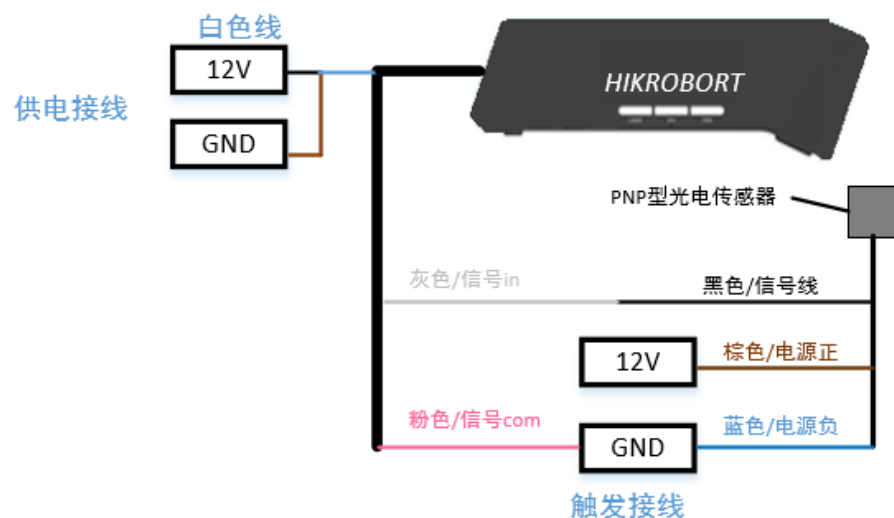 白色线
12V
供电接线
GND
HIKROBORT
PNP型光电传感器
灰色/信号in
黑色/信号线
12V
棕色/电源正
粉色/信号com
GND
蓝色/电源负
触发接线